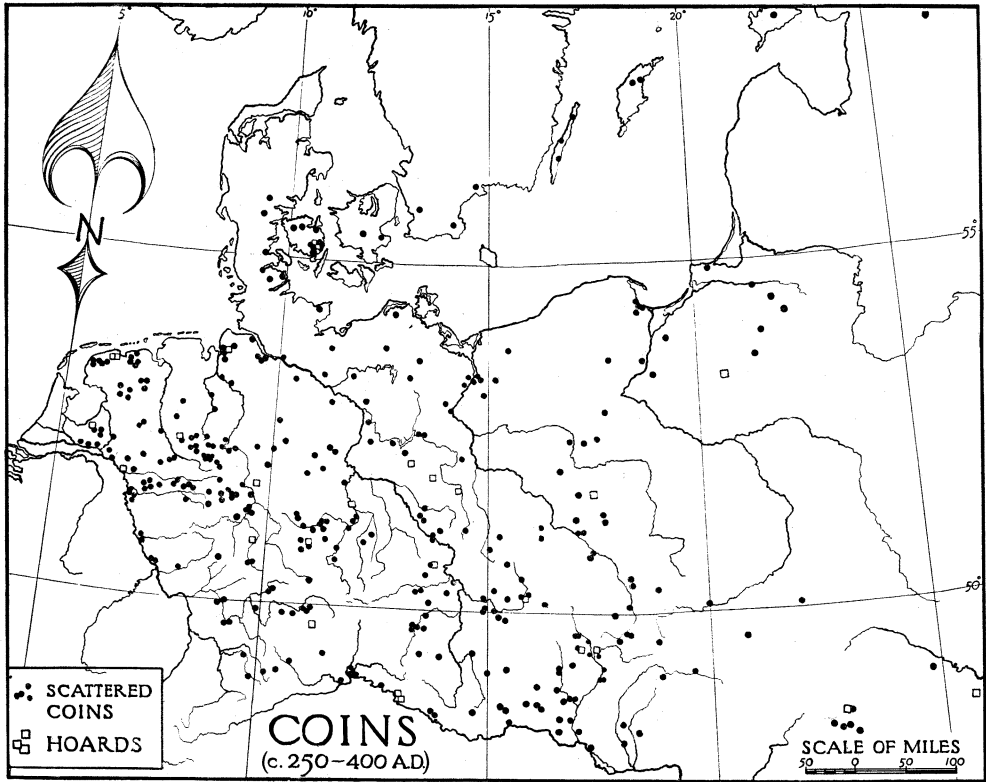 5° 10° 15° 20°
N
55°
50°
SCATTERED
COINS
HOARDS
COINS
(c. 250–400 A.D.)
SCALE OF MILES
50 0 50 100